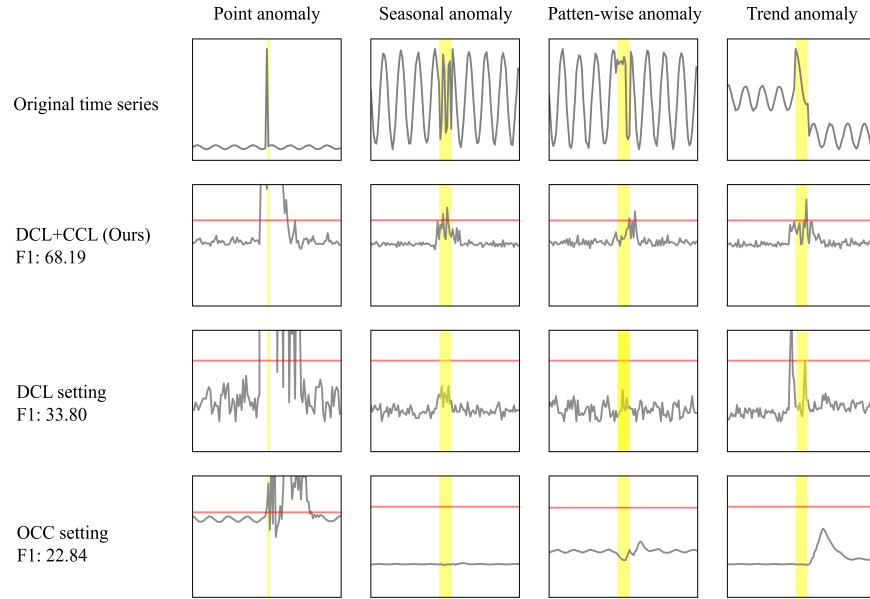 Point anomaly
Seasonal anomaly
Patten-wise anomaly
Trend anomaly
Original time series
DCL+CCL (Ours)
F1: 68.19
DCL setting
F1: 33.80
OCC setting
F1: 22.84